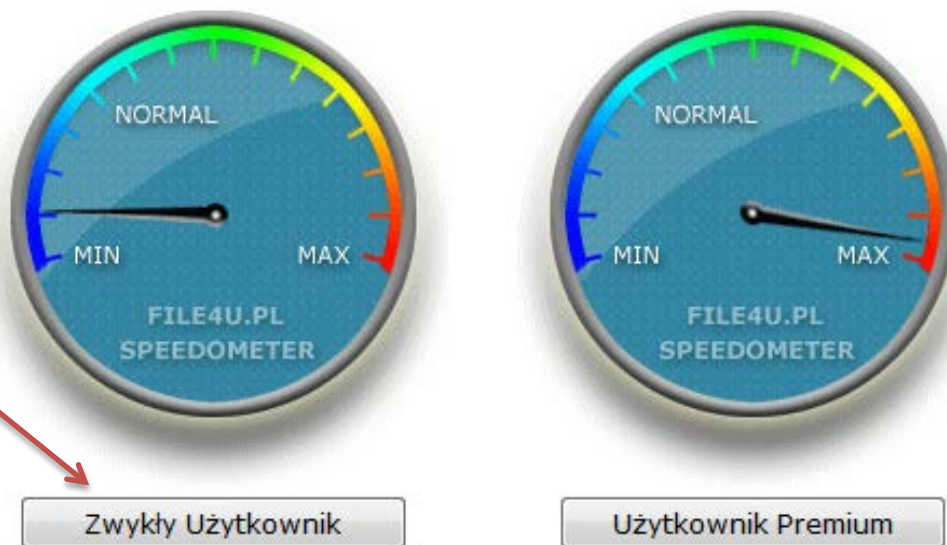 NORMAL
MIN
MAX
FILE4U.PL
SPEEDOMETER
Zwykły Użytkownik
NORMAL
MIN
MAX
FILE4U.PL
SPEEDOMETER
Użytkownik Premium